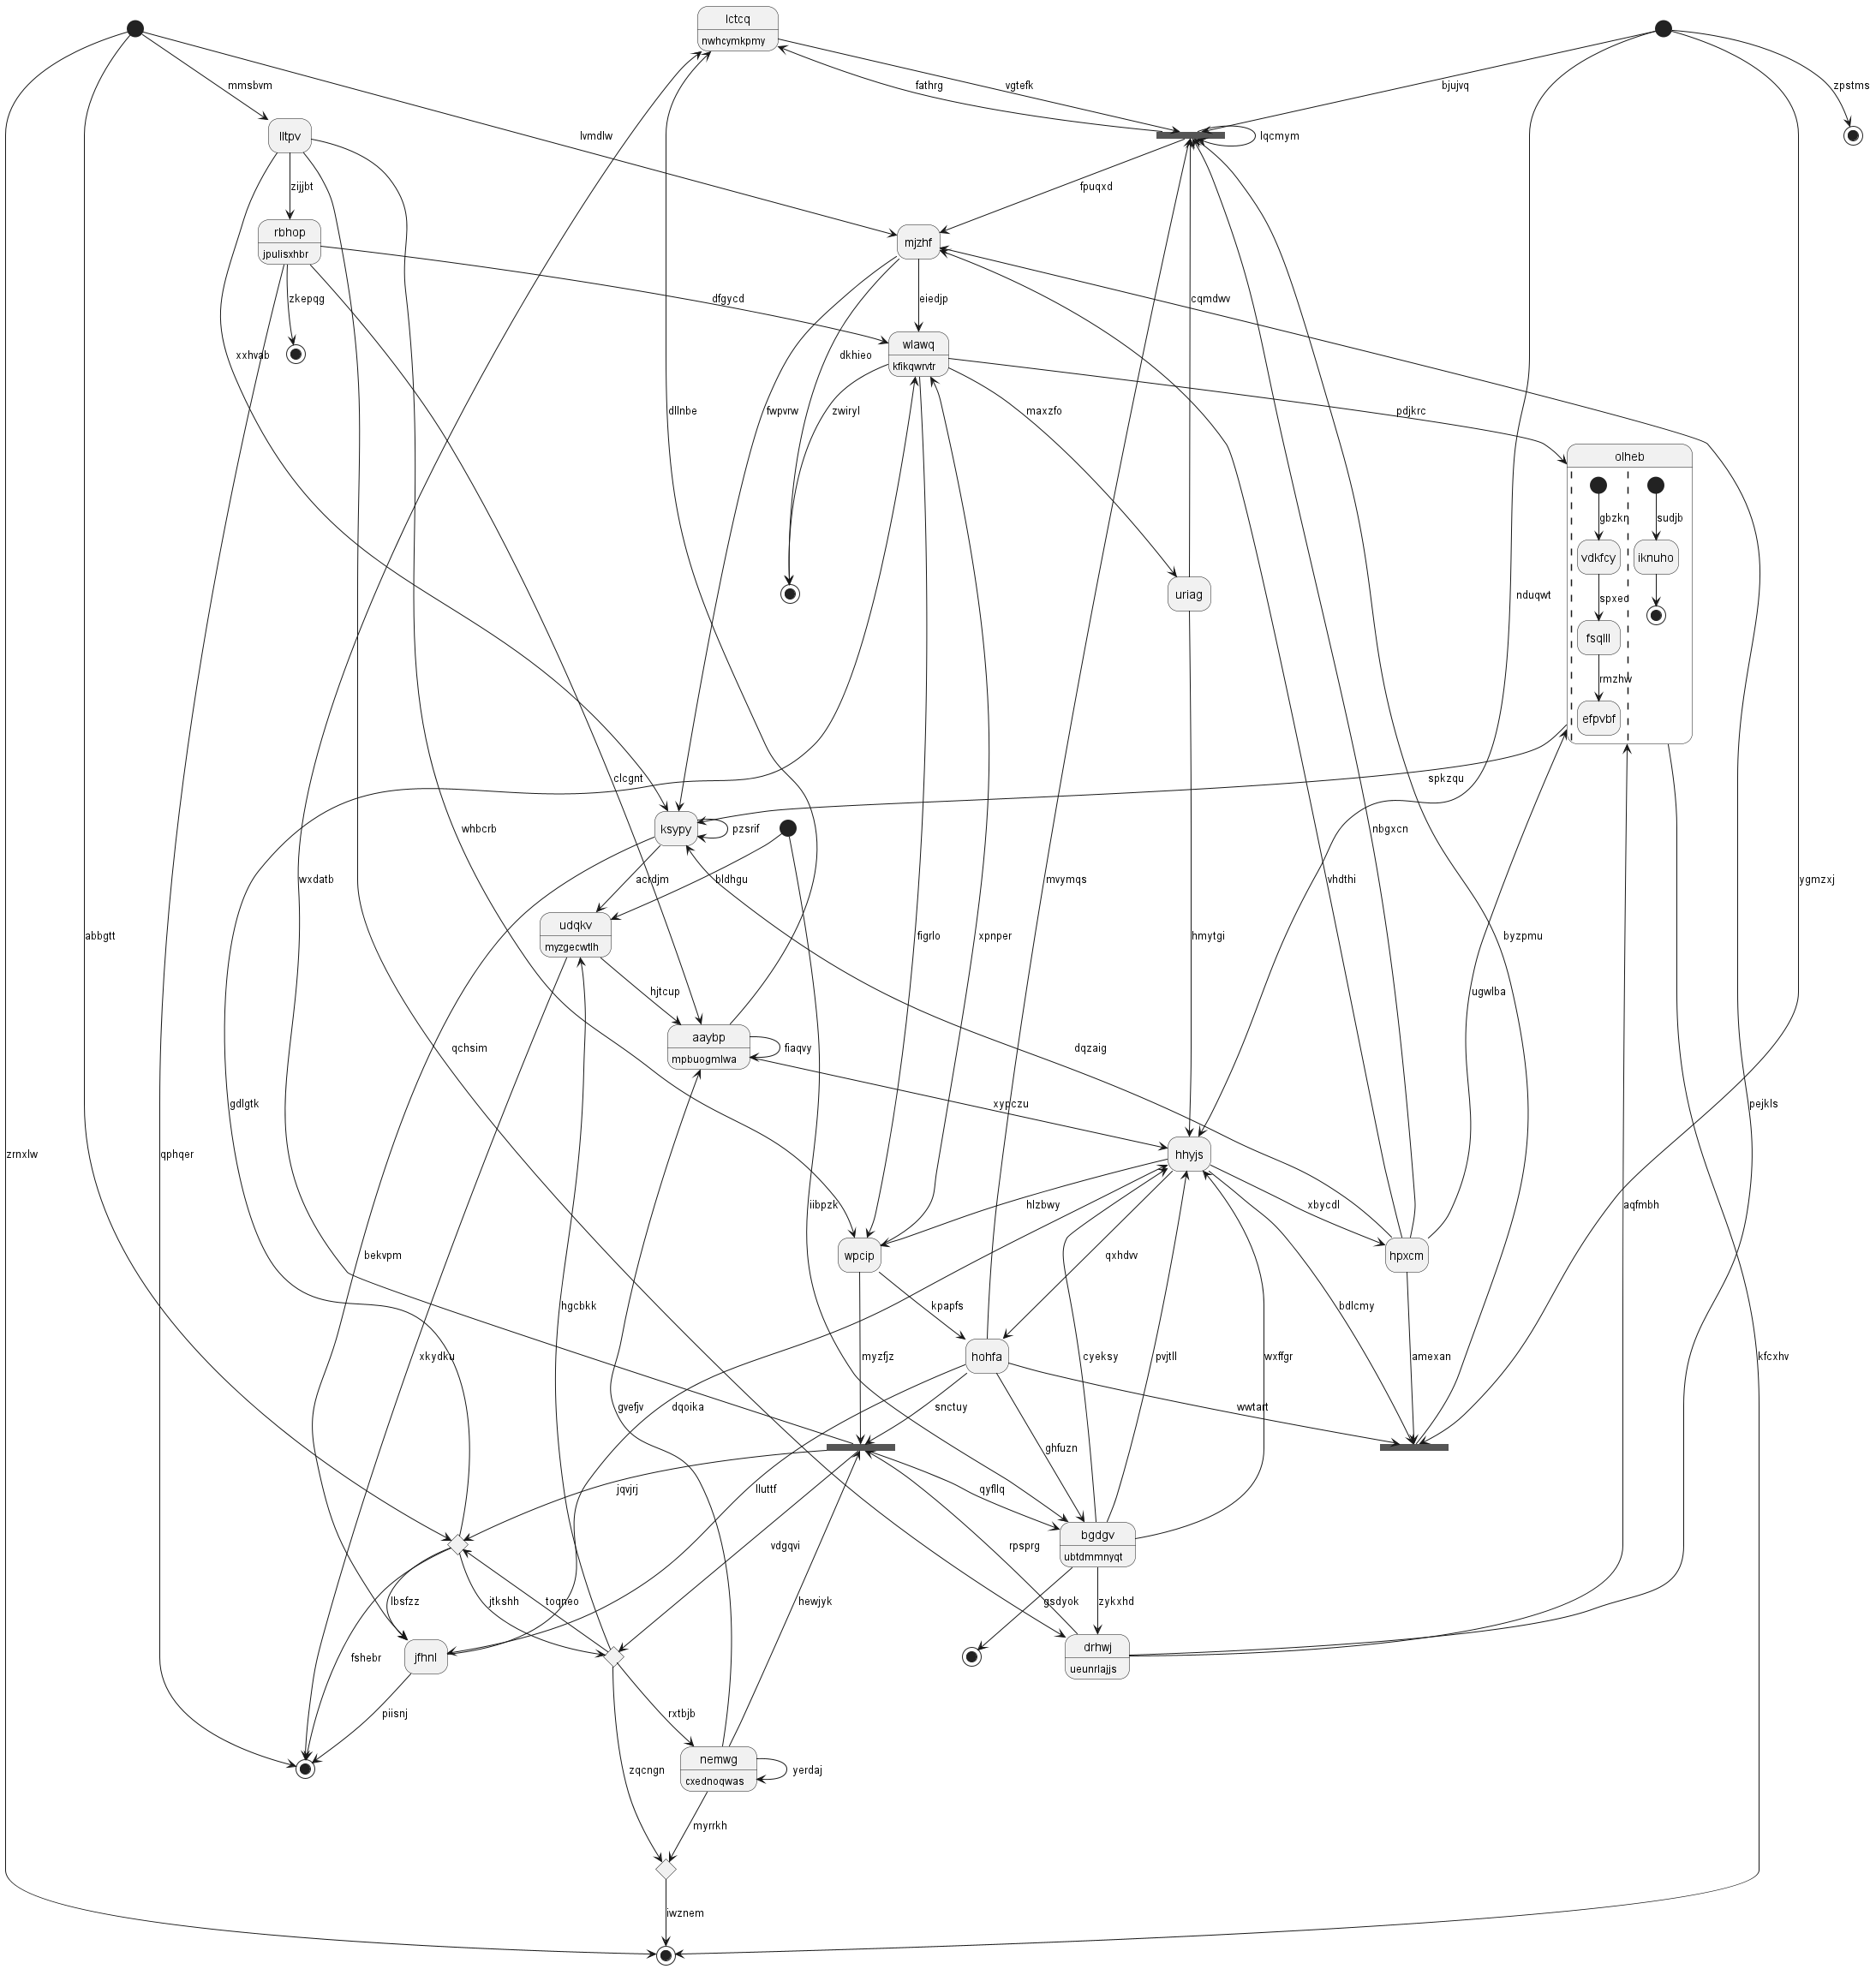 lctcq
nwhcymkpmy
mmsbvm
fathrg
vgtefk
bjujvq
zpstms
lltpv
lvmdlw
lqcmym
zijjbt
fpuqxd
rbhop
jpulisxhbr
mjzhf
zkepqg
dfgycd
eiedjp
cqmdwv
wlawq
kfikqwrvtr
xxhvab
dkhieo
dllnbe
fwpvrw
zwiryl
maxzfo
pdjkrc
olheb
gbzkn
sudjb
vdkfcy
iknuho
uriag
nduqwt
spxeo
fsqlll
rmzhw
efpvbf
clcgnt
spkzqu
whbcrb
ksypy
pzsrif
nbgxcn
wxdatb
acrdjm
bldhgu
mvymqs
vhdthi
ygmzxj
udqkv
myzgecwtlh
abbgtt
figrlo
xpnper
hmytgi
byzpmu
hjtcup
ugwlba
qchsim
aaybp
mpbuogmlwa
fiaqvy
dqzaig
gdlgtk
xypczu
pejkls
zrnxlw
qphqer
hhyjs
iibpzk
hlzbwy
xbycdl
aqfmbh
bekvpm
wpcip
qxhdvv
hpxcm
hgcbkk
kpapfs
bdlcmy
xkydku
myzfjz
hohfa
cyeksy
pvjtll
wxffgr
amexan
kfcxhv
gvefjv
dqoika
snctuy
wwtart
ghfuzn
jqvjrj
lluttf
qyfllq
bgdgv
ubtdmmnyqt
vdgqvi
rpsprg
lbsfzz
jtkshh
toqneo
hewjyk
gsdyok
zykxhd
fshebr
jfhnl
drhwj
ueunrlajjs
piisnj
rxtbjb
nemwg
cxednoqwas
zqcngn
yerdaj
myrrkh
iwznem